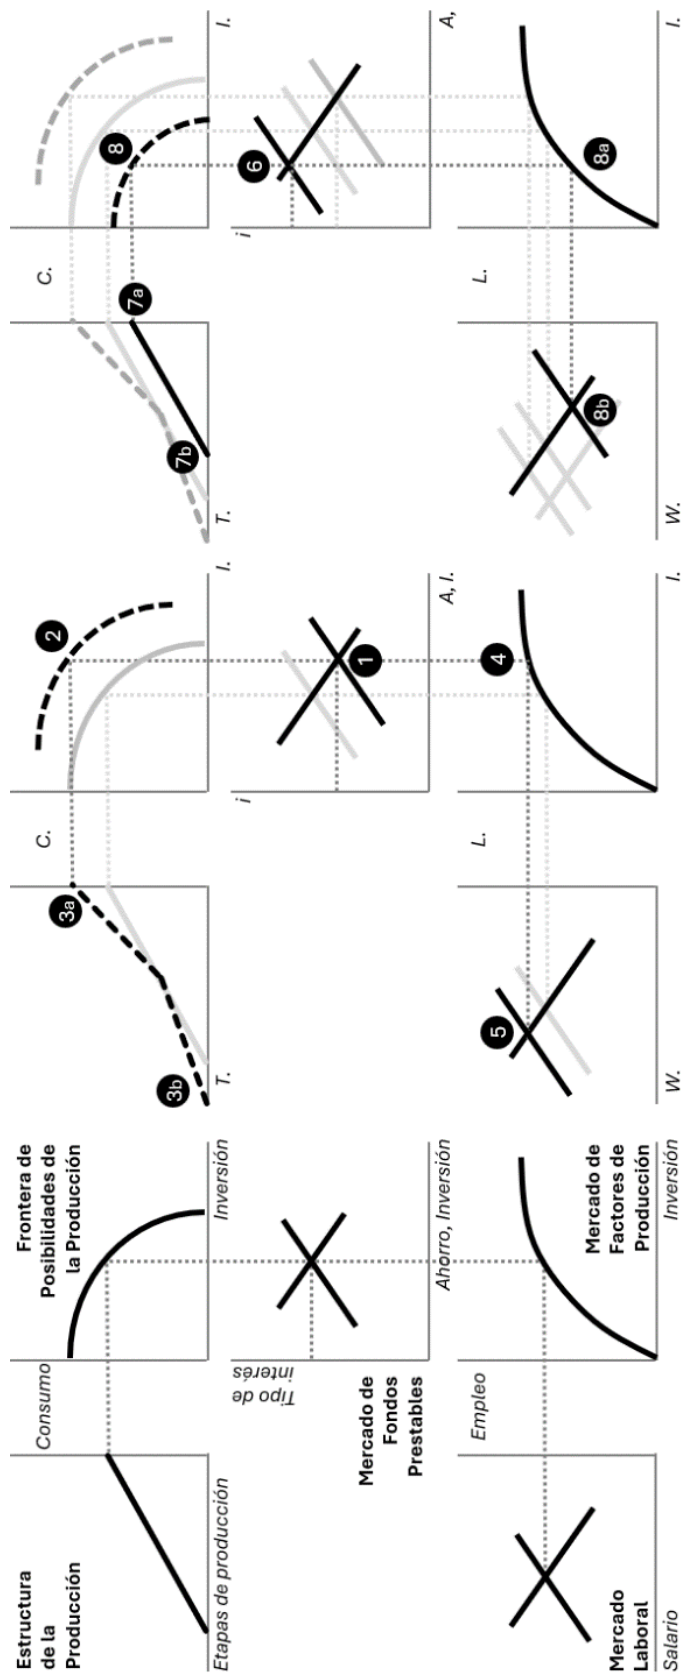 Estructura
de la
Producción
Consumo
Frontera de
Posibilidades de
la Producción
Etapas de producción
Inversión
Tipo de
interés
Mercado de
Fondos
Prestables
Ahorro, Inversión
Empleo
Mercado
Laboral
Mercado de
Factores de
Producción
Salario
Inversión
C.
2
3a
3b
T.
I.
i
1
A, I.
L.
5
4
W.
I.
C.
8
7a
7b
T.
I.
i
6
A,
L.
8a
8b
W.
I.